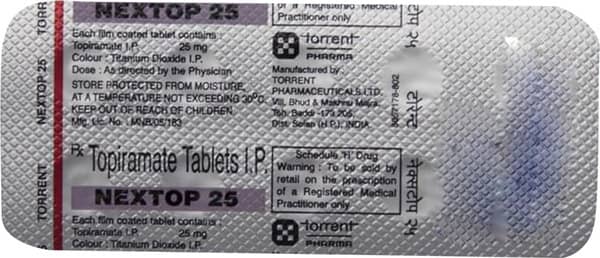 NEXTOP 25
Each film coated tablet contains
Topiramate I.P. 25 mg
Colour : Titanium Dioxide I.P.
Dose : As directed by the Physician
STORE PROTECTED FROM MOISTURE,
AT A TEMPERATURE NOT EXCEEDING 30°C.
KEEP OUT OF REACH OF CHILDREN.
Mfg. Lic. No. : MNB/05/183
of a Registered Medical
Practitioner only
torrent
PHARMA
Manufactured by :
TORRENT
PHARMACEUTICALS LTD.
Vill. Bhud & Makhnu Majra,
Teh. Baddi -173 205,
Dist. Solan (H.P.), INDIA.
TORRENT NEXTOP 25 TORRENT
Rx Topiramate Tablets I.P.
NEXTOP 25
Each film coated tablet contains :
Topiramate I.P. 25 mg
Colour : Titanium Dioxide I.P.
Schedule 'H' Drug
Warning : To be sold by
retail on the prescription
of a Registered Medical
Practitioner only
torrent
PHARMA